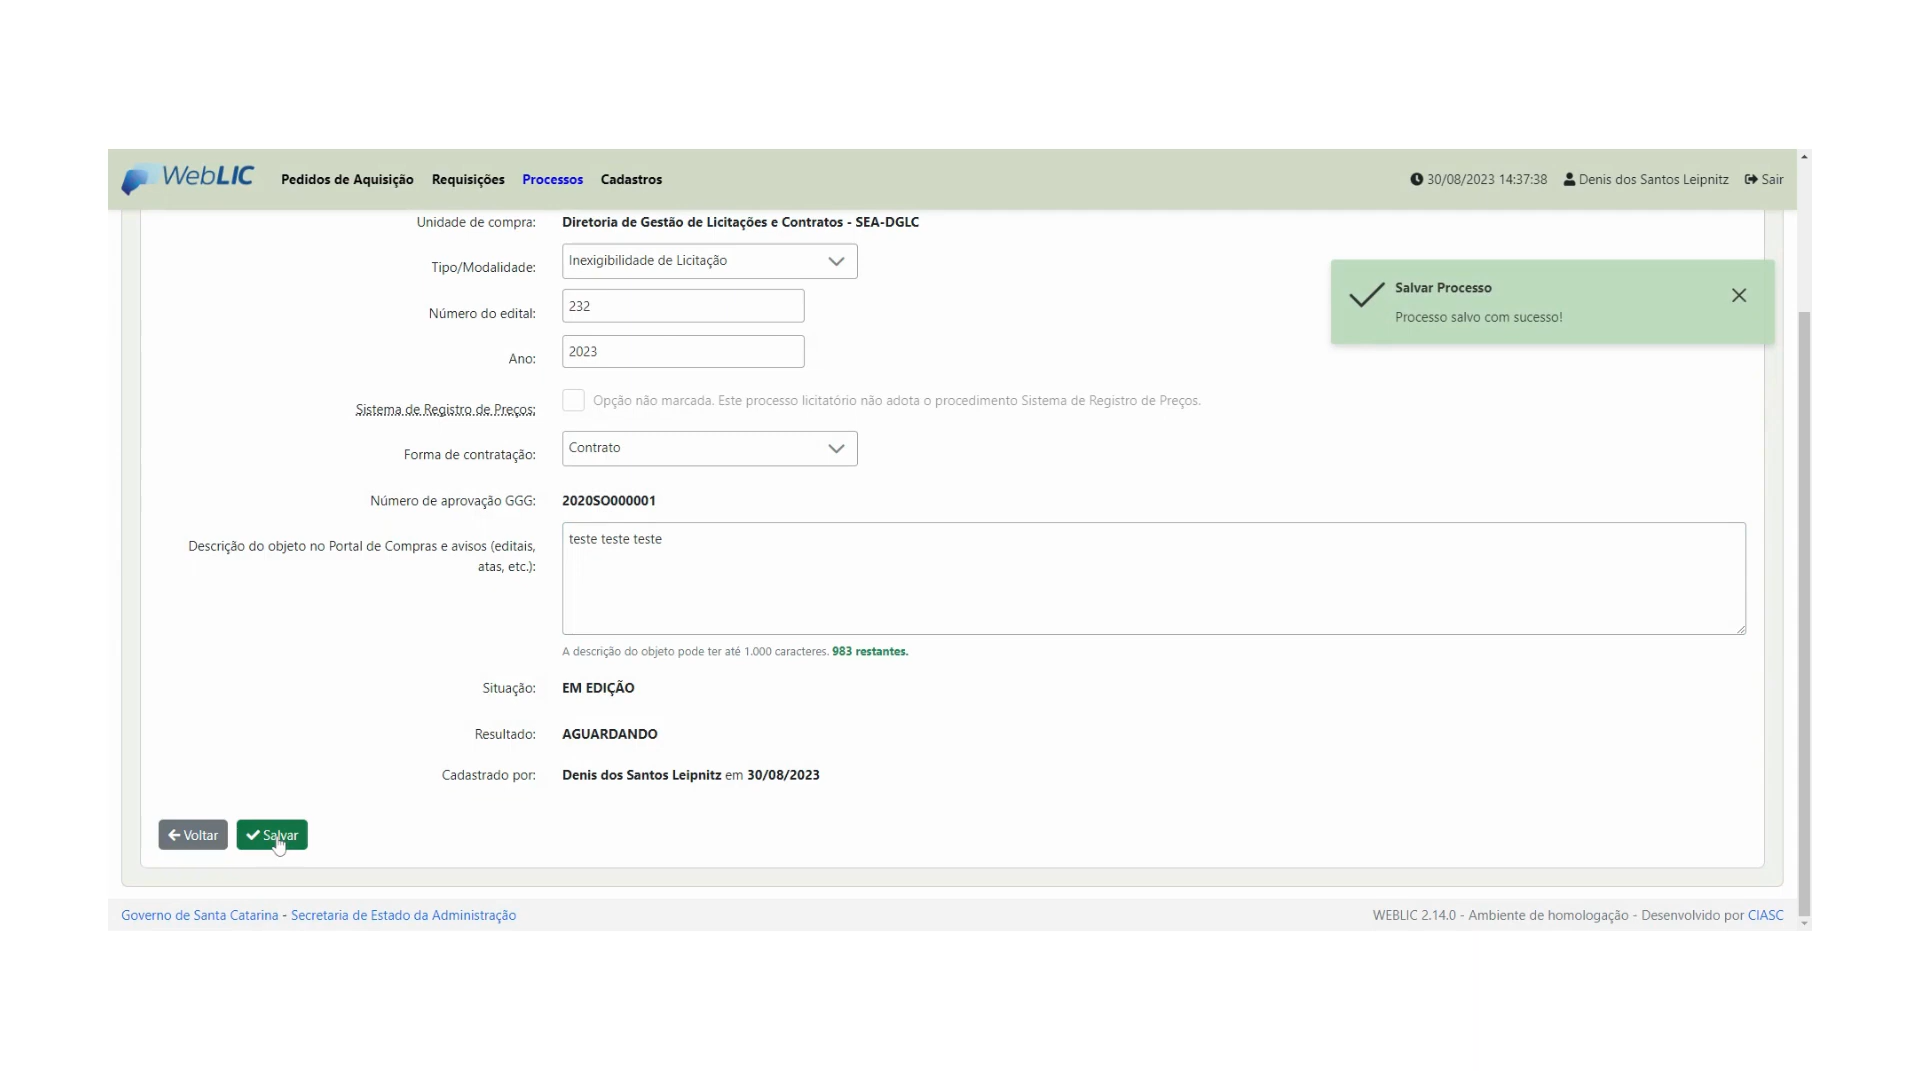 WebLIC Pedidos de Aquisição Requisições Processos Cadastros 30/08/2023 14:37:38 Denis dos Santos Leipnitz Sair
Unidade de compra: Diretoria de Gestão de Licitações e Contratos - SEA-DGLC
Tipo/Modalidade: Inexigibilidade de Licitação
Salvar Processo
Processo salvo com sucesso!
Número do edital: 232
Ano: 2023
Sistema de Registro de Preços: Opção não marcada. Este processo licitatório não adota o procedimento Sistema de Registro de Preços.
Forma de contratação: Contrato
Número de aprovação GGG: 2020SO000001
Descrição do objeto no Portal de Compras e avisos (editais,
atas, etc.):
teste teste teste
A descrição do objeto pode ter até 1.000 caracteres. 983 restantes.
Situação: EM EDIÇÃO
Resultado: AGUARDANDO
Cadastrado por: Denis dos Santos Leipnitz em 30/08/2023
Voltar Salvar
Governo de Santa Catarina - Secretaria de Estado da Administração WEBLIC 2.14.0 - Ambiente de homologação - Desenvolvido por CIASC